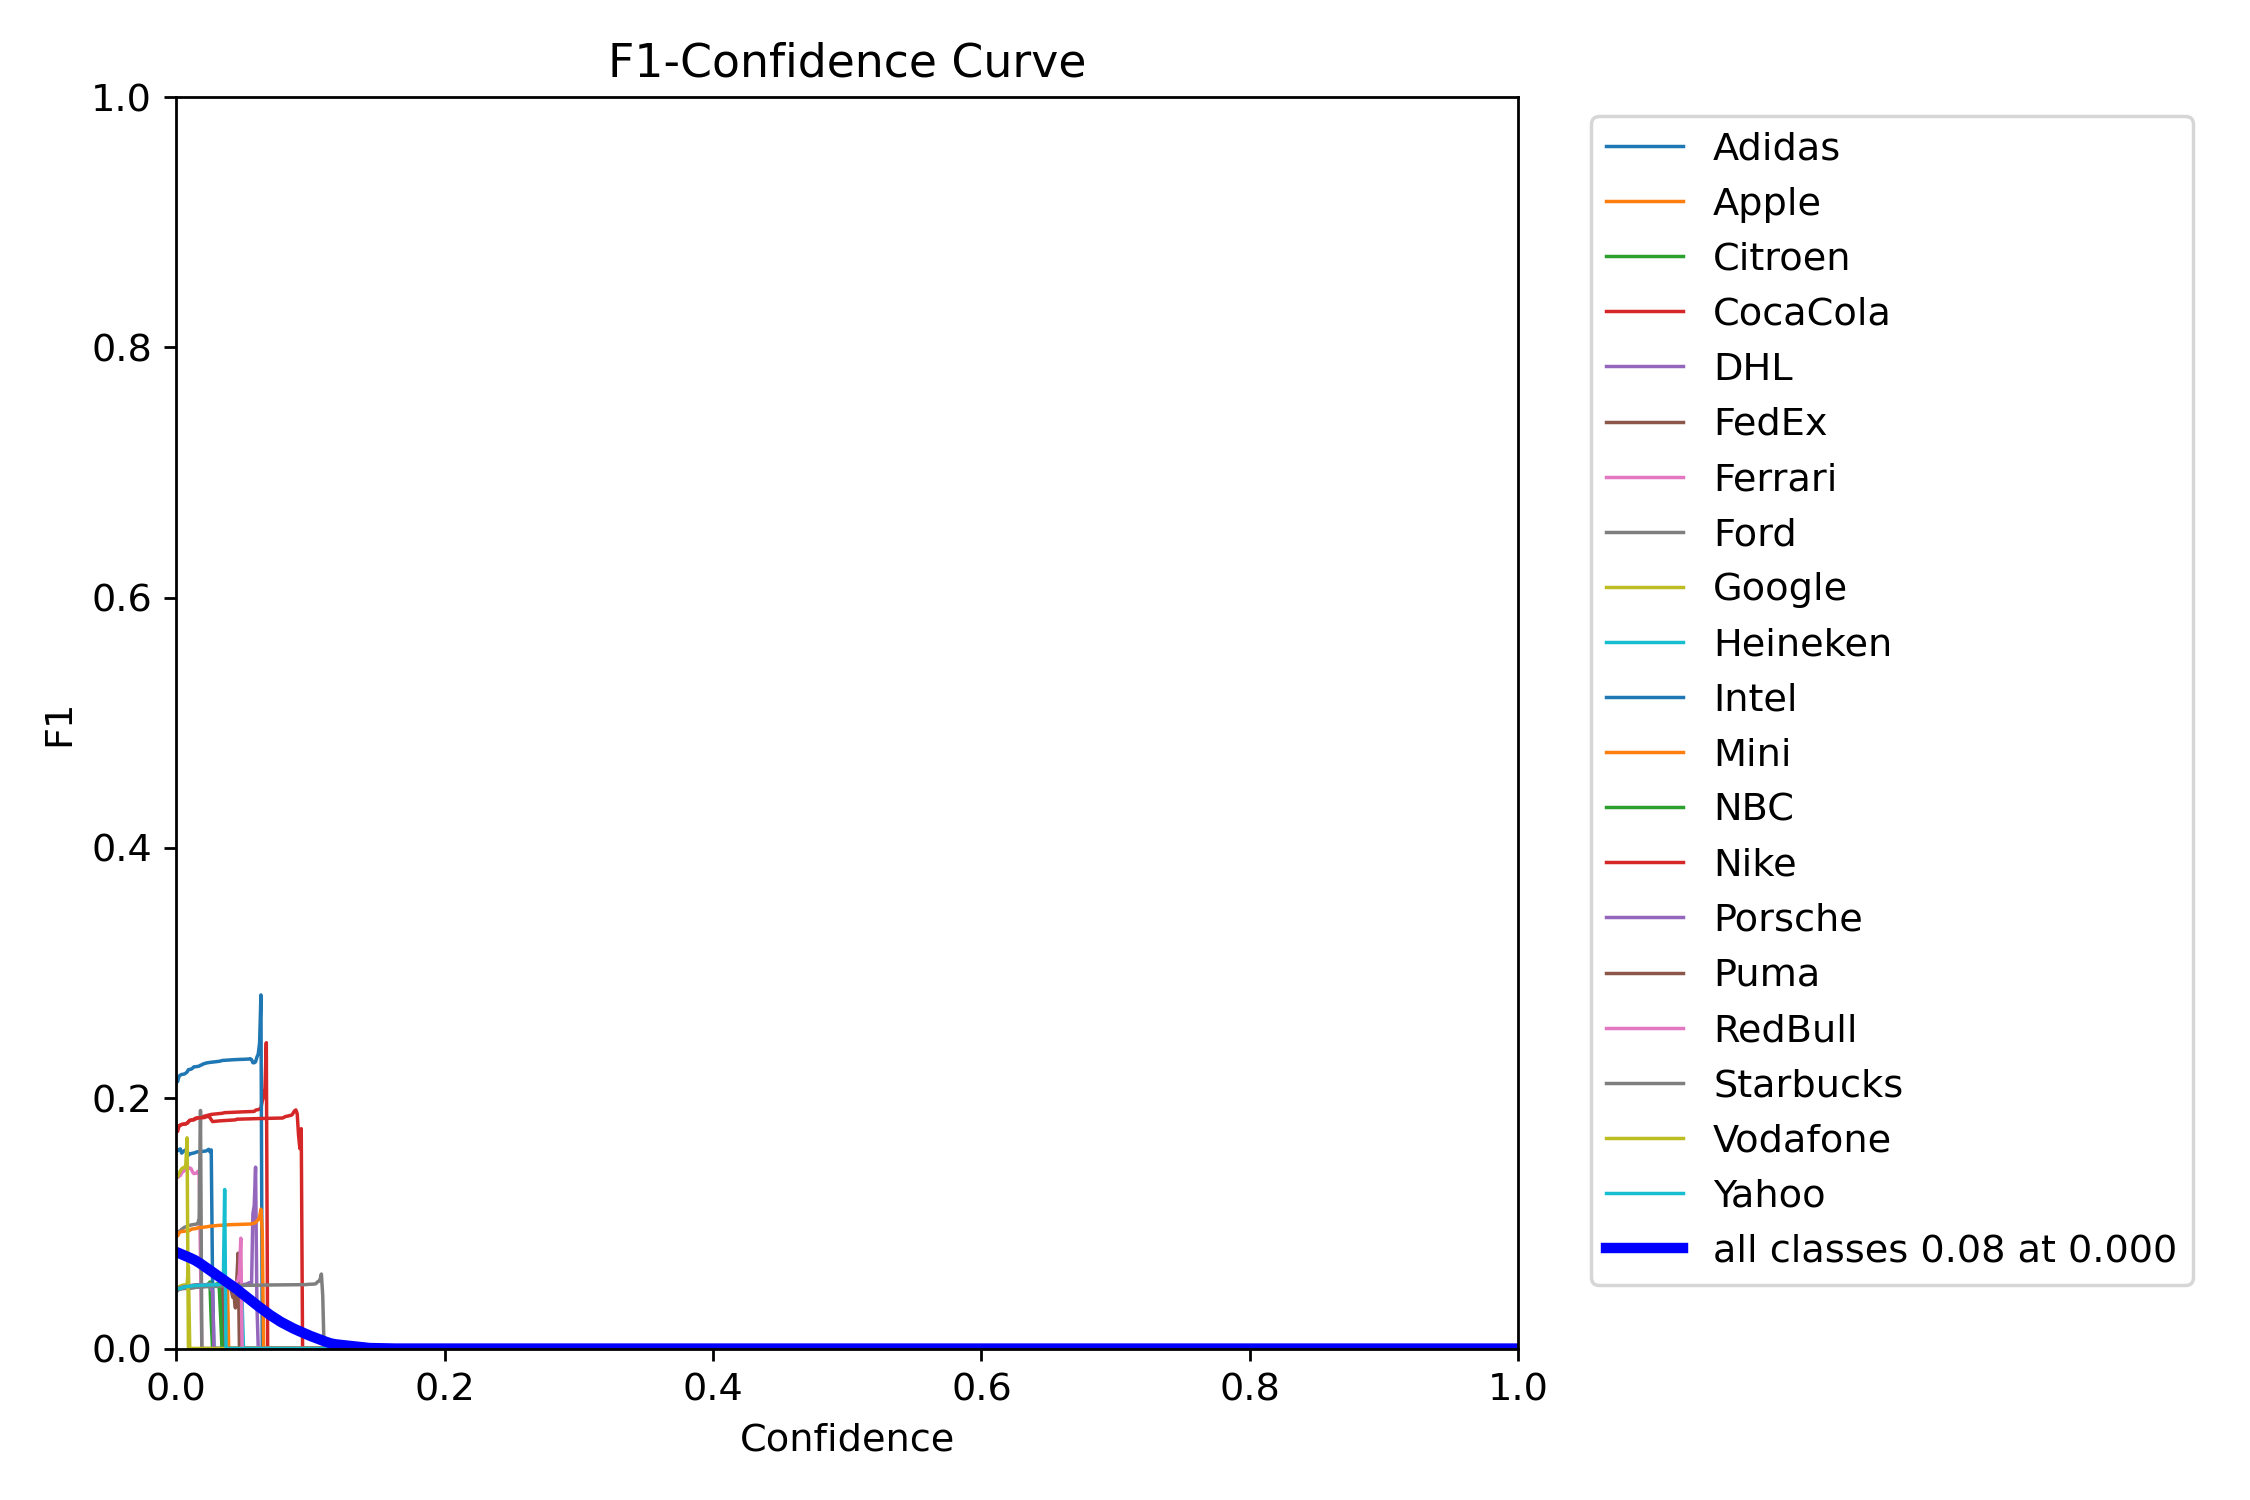 F1-Confidence Curve
1.0
0.8
0.6
0.4
0.2
0.0
F1
0.0 0.2 0.4 0.6 0.8 1.0
Confidence
Adidas
Apple
Citroen
CocaCola
DHL
FedEx
Ferrari
Ford
Google
Heineken
Intel
Mini
NBC
Nike
Porsche
Puma
RedBull
Starbucks
Vodafone
Yahoo
all classes 0.08 at 0.000